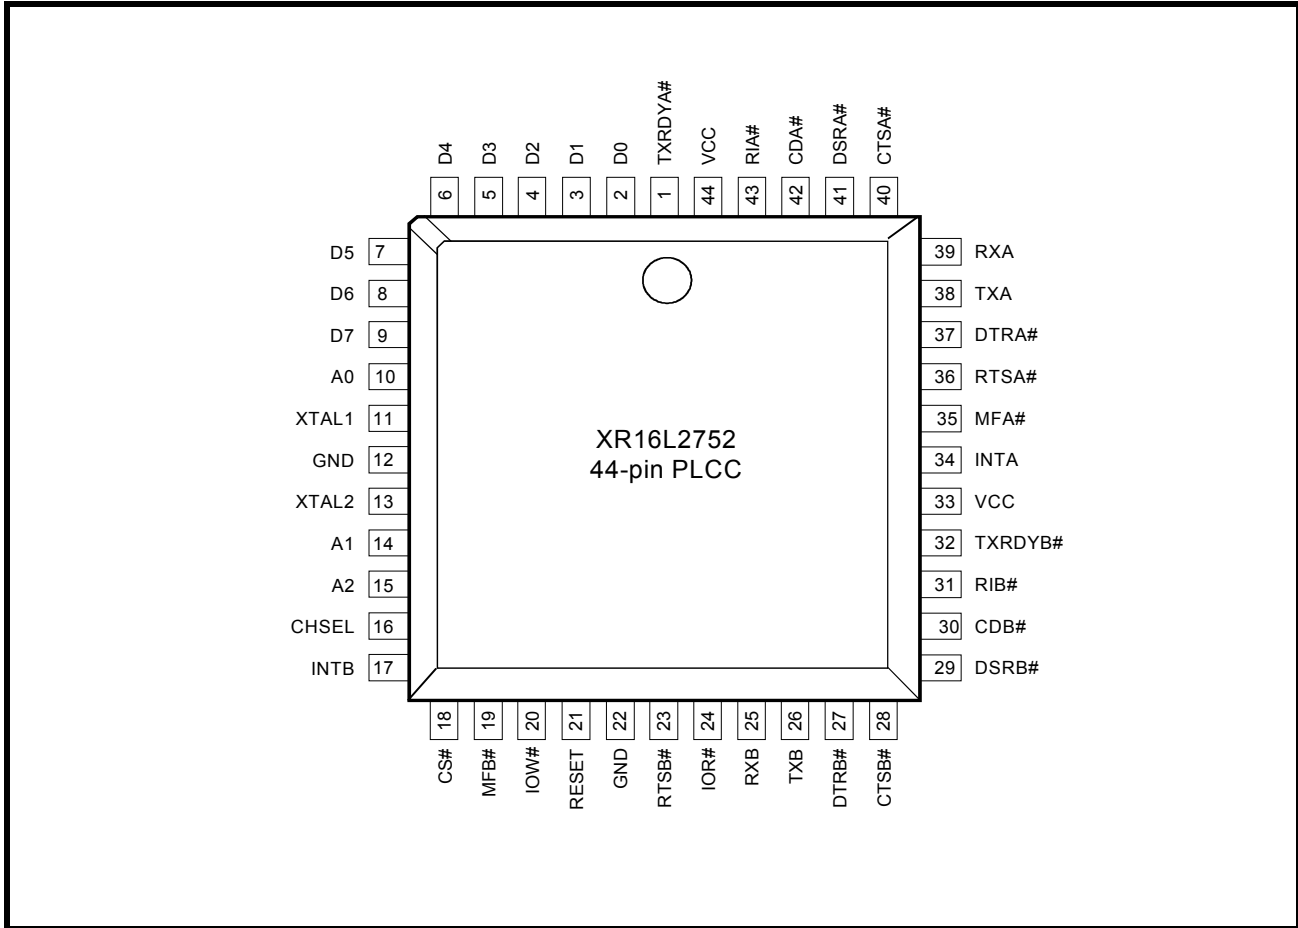 D4 D3 D2 D1 D0 TXRDYA# VCC RIA# CDA# DSRA# CTSA#
6 5 4 3 2 1 44 43 42 41 40
D5 7 39 RXA
D6 8 38 TXA
D7 9 37 DTRA#
A0 10 36 RTSA#
XTAL1 11 35 MFA#
XR16L2752
GND 12 34 INTA
44-pin PLCC
XTAL2 13 33 VCC
A1 14 32 TXRDYB#
A2 15 31 RIB#
CHSEL 16 30 CDB#
INTB 17 29 DSRB#
18 19 20 21 22 23 24 25 26 27 28
CS# MFB# IOW# RESET GND RTSB# IOR# RXB TXB DTRB# CTSB#